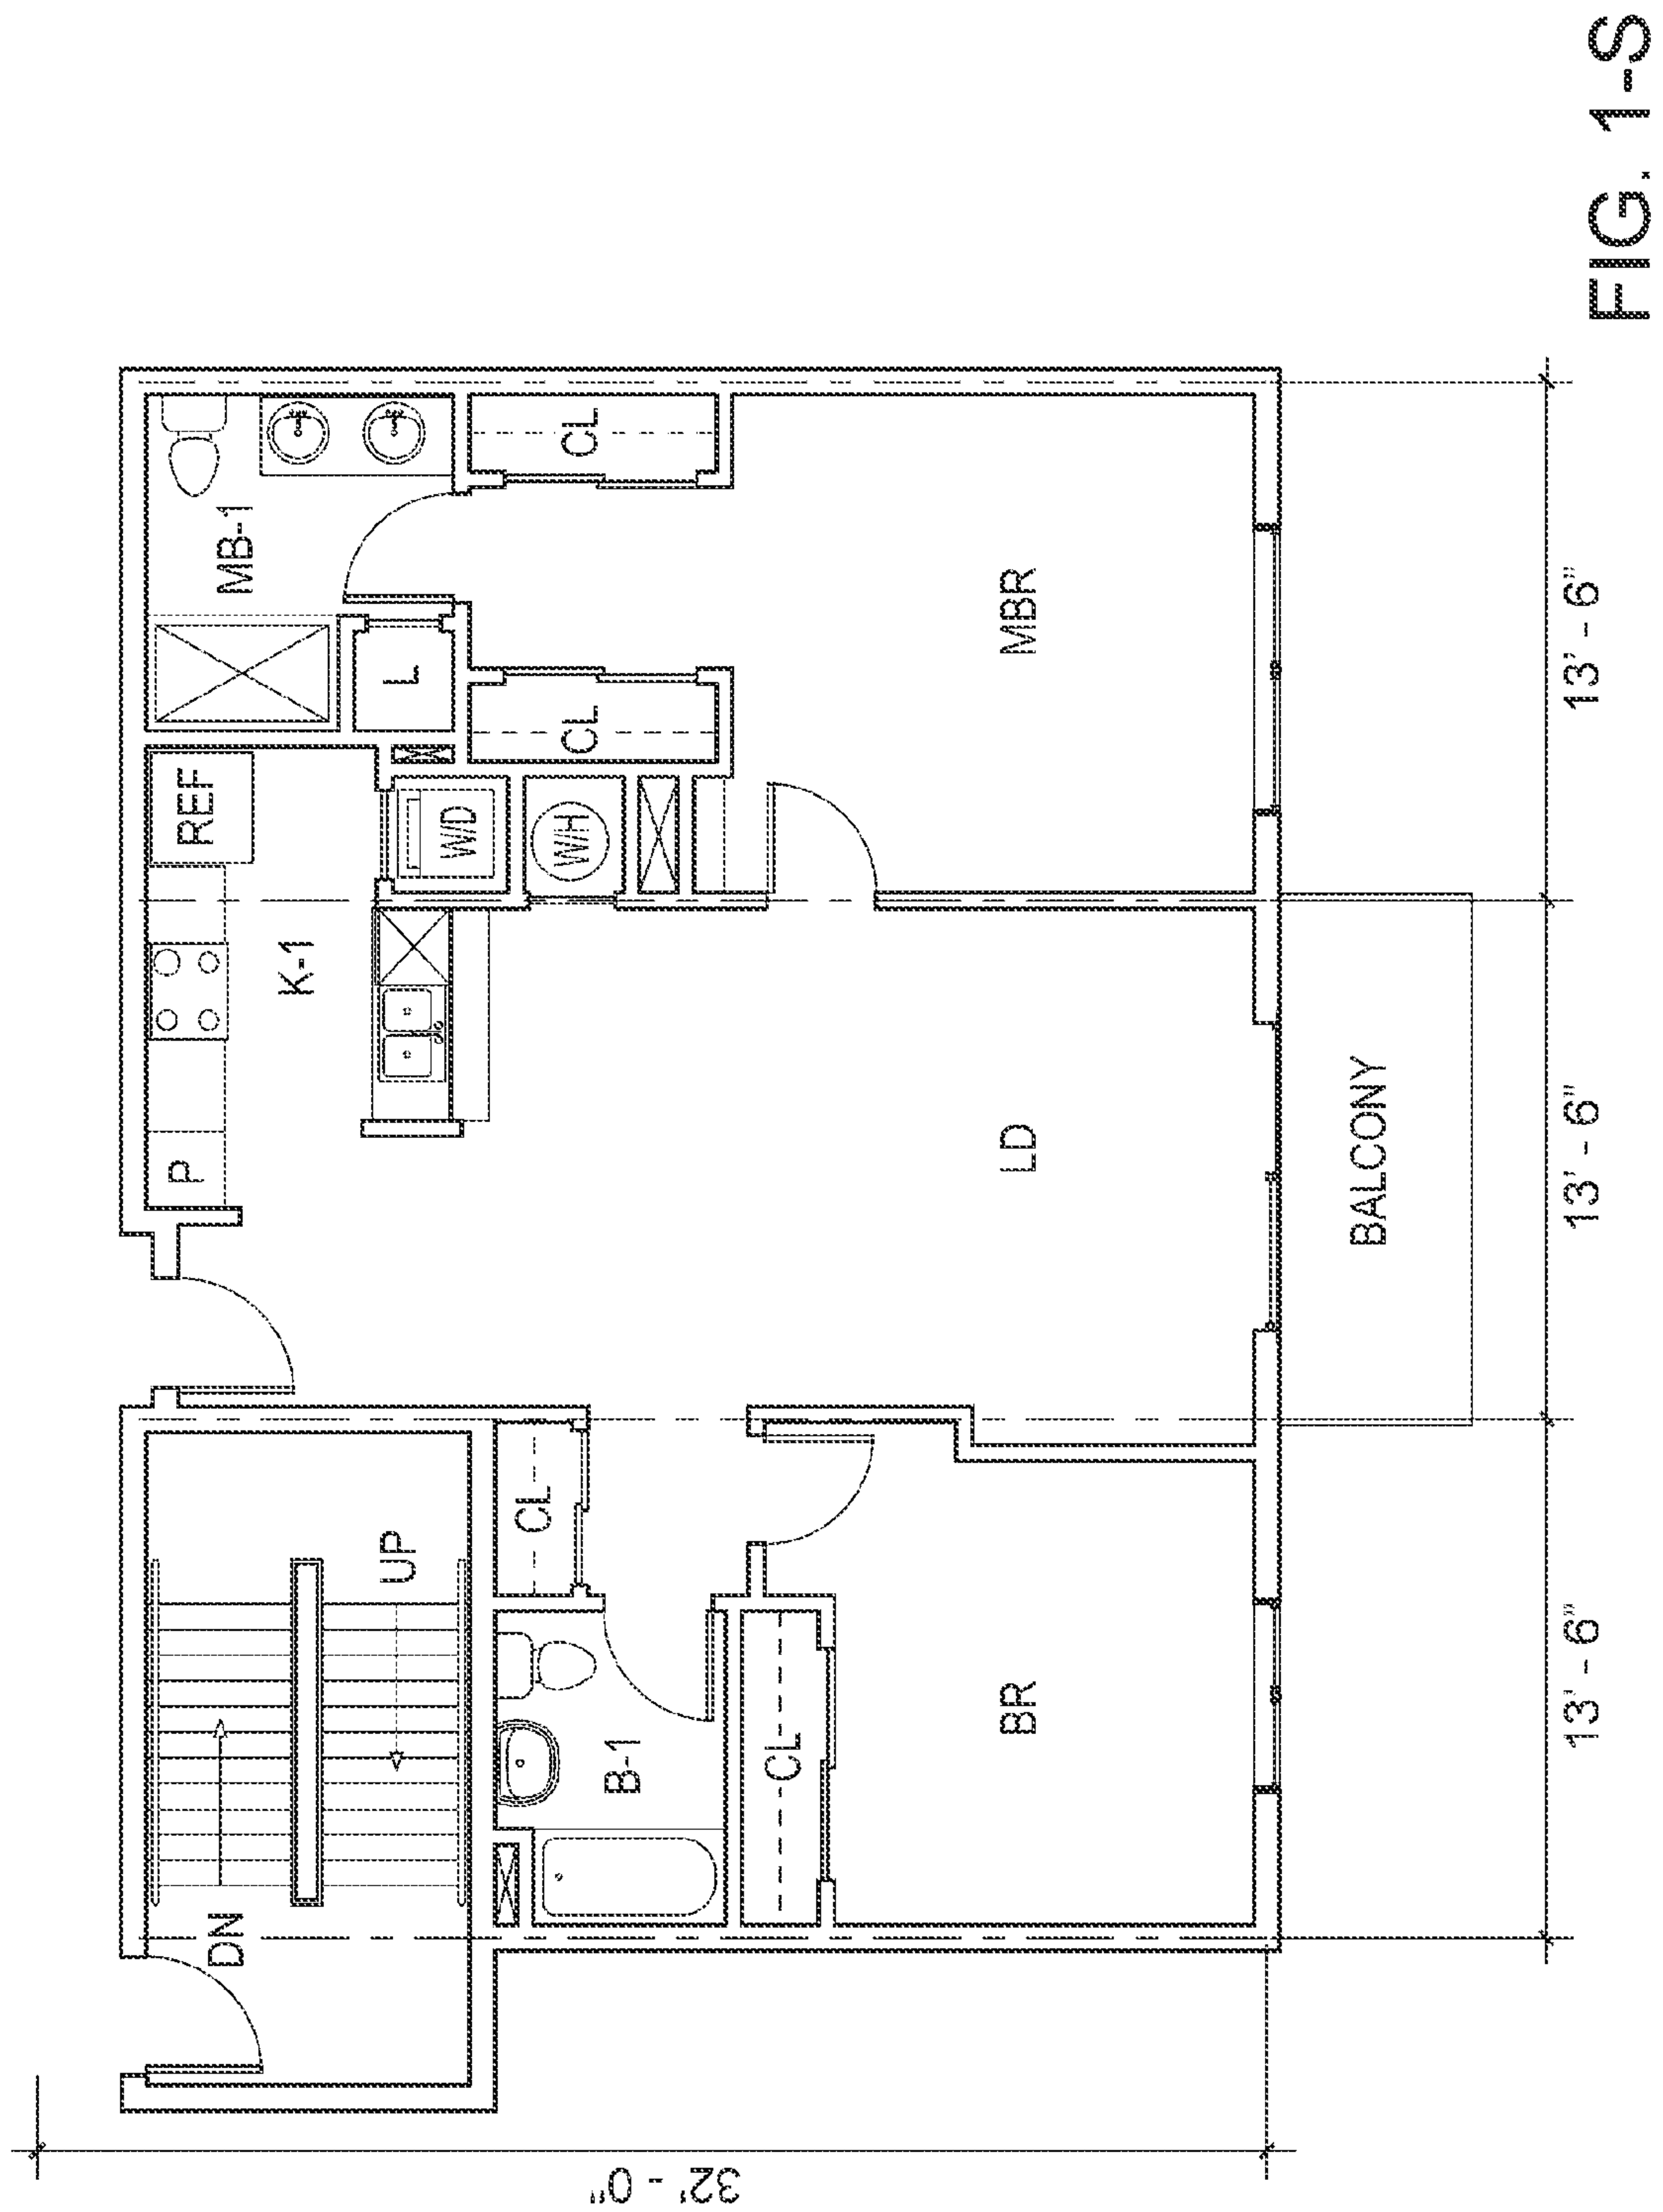 DN
UP
CL
B-1
CL
BR
P
K-1
REF
LD
BALCONY
WD
WH
L
CL
CL
MB-1
MBR
32' - 0"
13' - 6"
13' - 6"
13' - 6"
FIG. 1-S